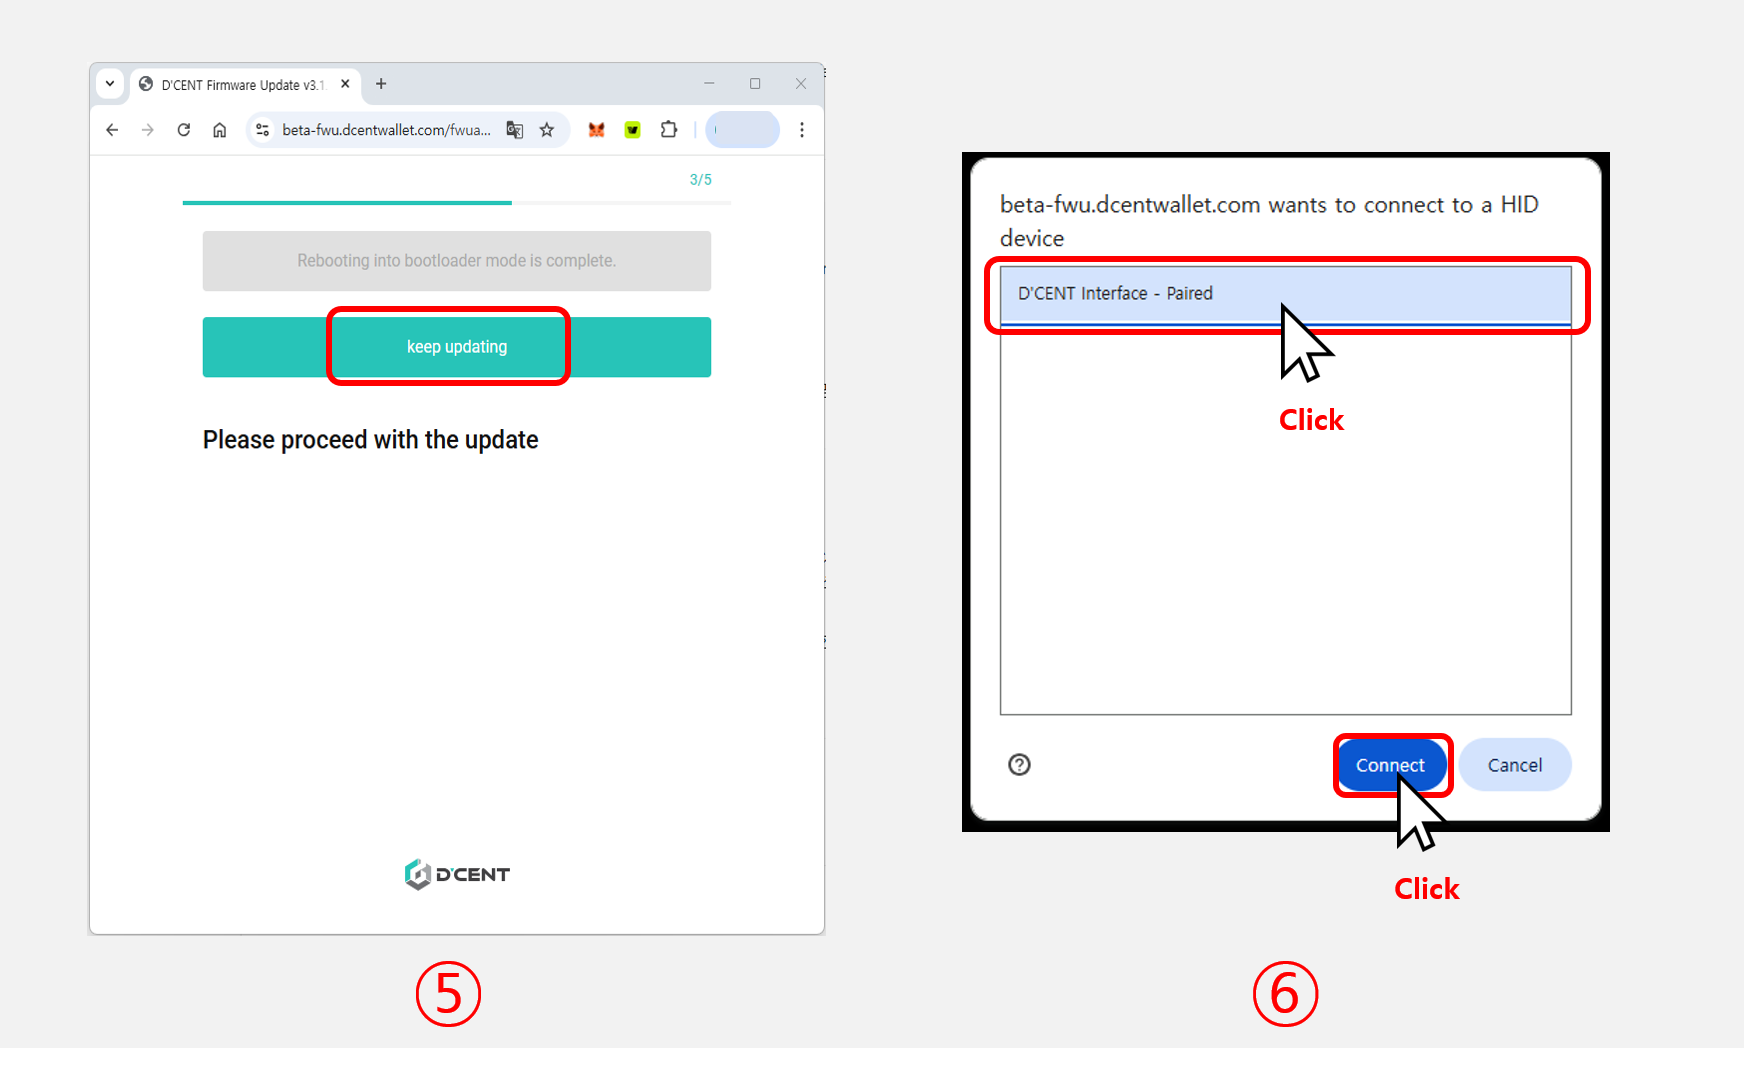 D'CENT Firmware Update v3.1
beta-fwu.dcentwallet.com/fwua...
3/5
Rebooting into bootloader mode is complete.
keep updating
Please proceed with the update
D'CENT
⑤
beta-fwu.dcentwallet.com wants to connect to a HID
device
D'CENT Interface - Paired
Click
Connect
Cancel
Click
⑥